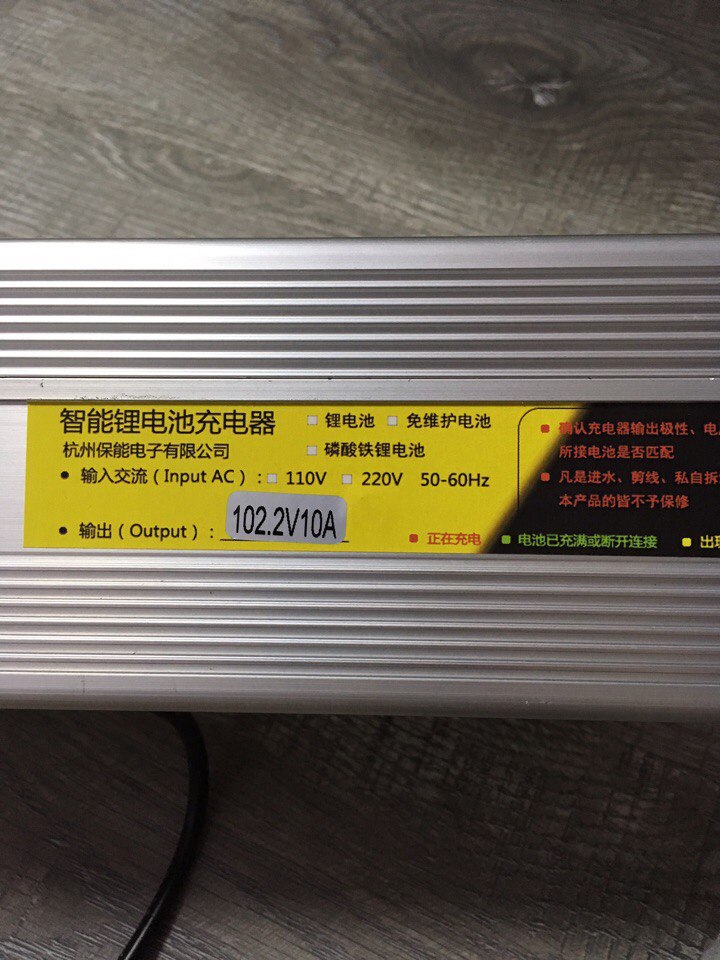 智能锂电池充电器
锂电池 免维护电池
杭州保能电子有限公司
磷酸铁锂电池
输入交流(Input AC): 110V 220V 50-60Hz
输出(Output): 102.2V10A
正在充电 电池已充满或断开连接 出现
确认充电器输出极性、电
所接电池是否匹配
凡是进水、剪线、私自拆
本产品的皆不予保修